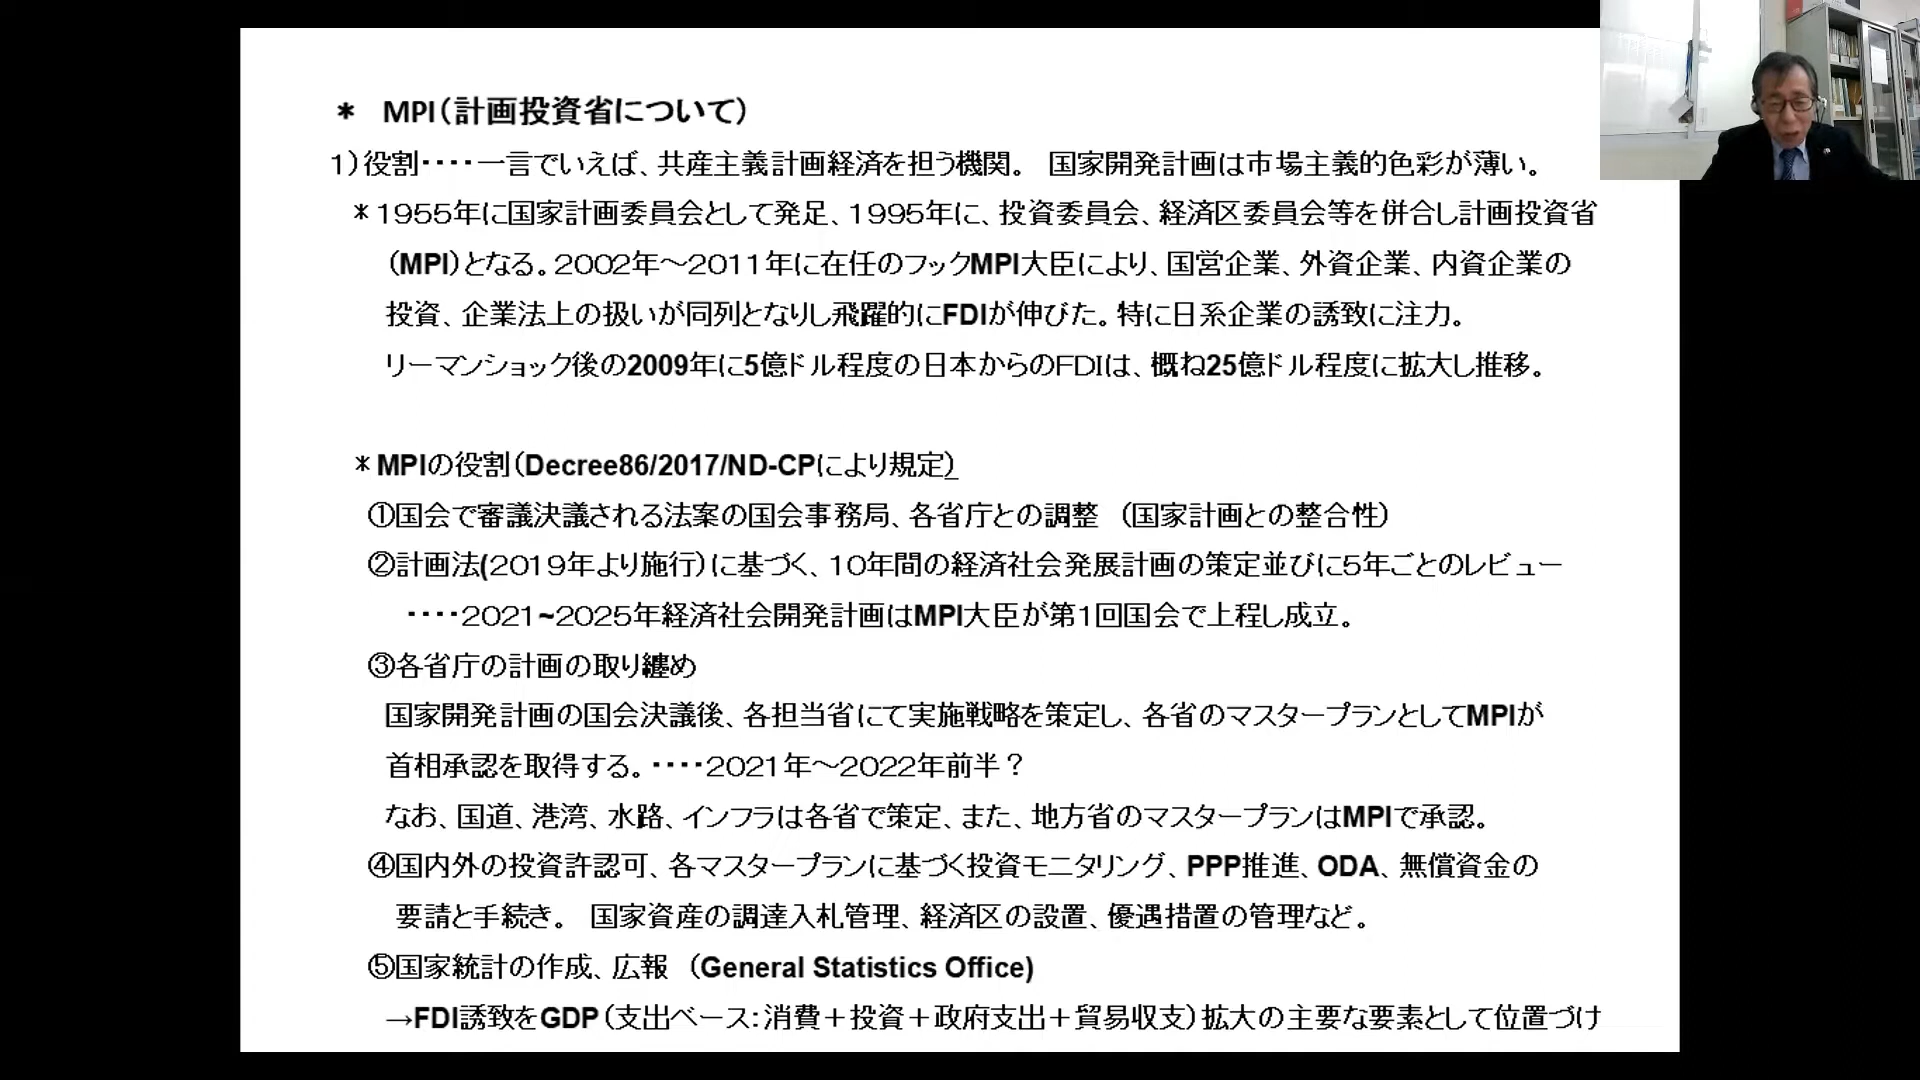 ＊　MPI（計画投資省について）
１）役割････一言でいえば、共産主義計画経済を担う機関。　国家開発計画は市場主義的色彩が薄い。
＊１９５５年に国家計画委員会として発足、１９９５年に、投資委員会、経済区委員会等を併合し計画投資省
（MPI）となる。２００２年～２０１１年に在任のフックMPI大臣により、国営企業、外資企業、内資企業の
投資、企業法上の扱いが同列となりし飛躍的にFDIが伸びた。特に日系企業の誘致に注力。
リーマンショック後の2009年に5億ドル程度の日本からのＦＤＩは、概ね25億ドル程度に拡大し推移。
＊MPIの役割（Decree86/2017/ND-CPにより規定）
①国会で審議決議される法案の国会事務局、各省庁との調整　（国家計画との整合性）
②計画法(２０１９年より施行）に基づく、１０年間の経済社会発展計画の策定並びに５年ごとのレビュー
････２０２１~２０２５年経済社会開発計画はMPI大臣が第１回国会で上程し成立。
③各省庁の計画の取り纏め
国家開発計画の国会決議後、各担当省にて実施戦略を策定し、各省のマスタープランとしてMPIが
首相承認を取得する。････２０２１年～２０２２年前半？
なお、国道、港湾、水路、インフラは各省で策定、また、地方省のマスタープランはMPIで承認。
④国内外の投資許認可、各マスタープランに基づく投資モニタリング、PPP推進、ODA、無償資金の
要請と手続き。　国家資産の調達入札管理、経済区の設置、優遇措置の管理など。
⑤国家統計の作成、広報　（General Statistics Office)
→FDI誘致をGDP（支出ベース：消費＋投資＋政府支出＋貿易収支）拡大の主要な要素として位置づけ